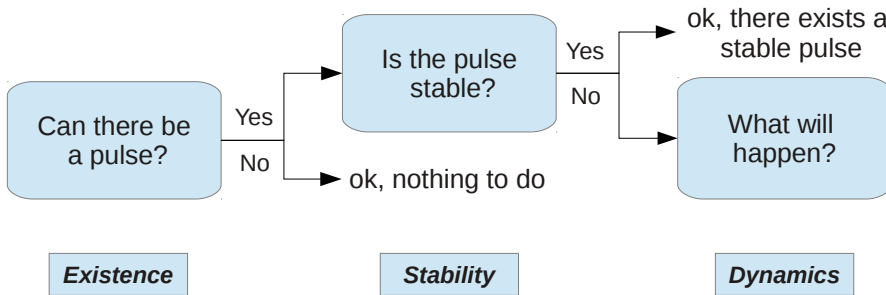 Can there be
a pulse?
Yes
No
Is the pulse
stable?
ok, nothing to do
Yes
No
ok, there exists a
stable pulse
What will
happen?
Existence
Stability
Dynamics